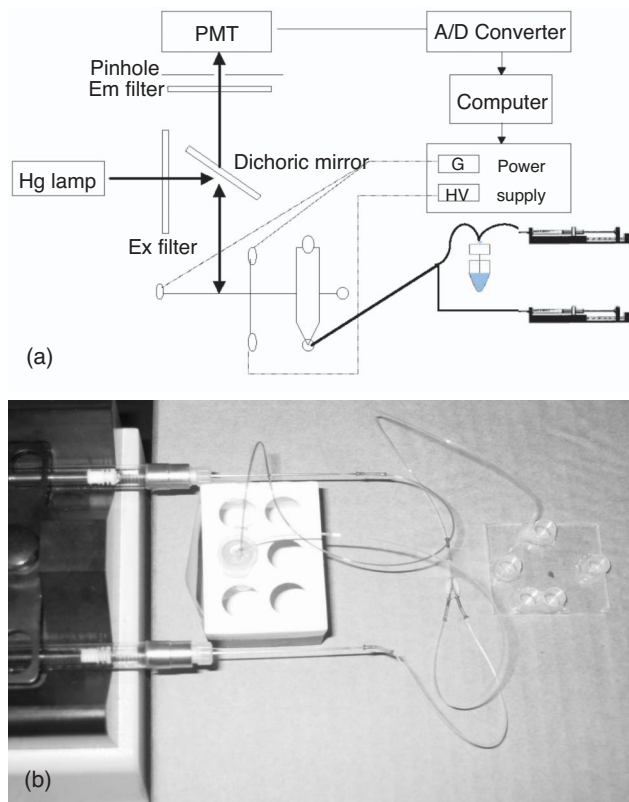 PMT
A/D Converter
Pinhole
Em filter
Computer
Dichoric mirror
Hg lamp
G
Power
HV
supply
Ex filter
(a)
(b)